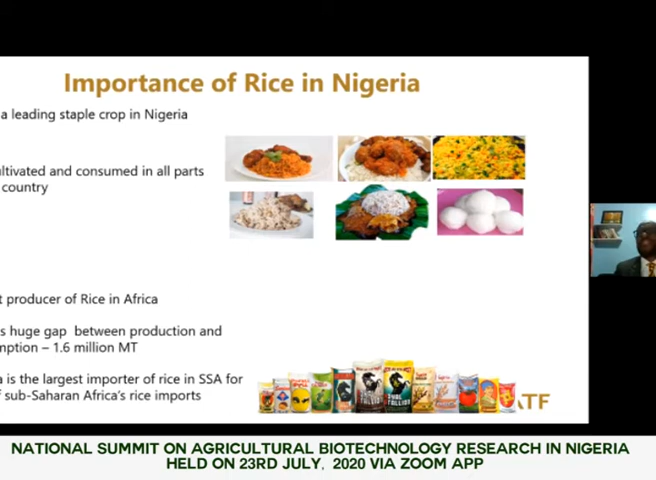 Importance of Rice in Nigeria
a leading staple crop in Nigeria
ultivated and consumed in all parts
country
t producer of Rice in Africa
s huge gap between production and
mption – 1.6 million MT
a is the largest importer of rice in SSA for
f sub-Saharan Africa's rice imports
ATF
NATIONAL SUMMIT ON AGRICULTURAL BIOTECHNOLOGY RESEARCH IN NIGERIA
HELD ON 23RD JULY, 2020 VIA ZOOM APP